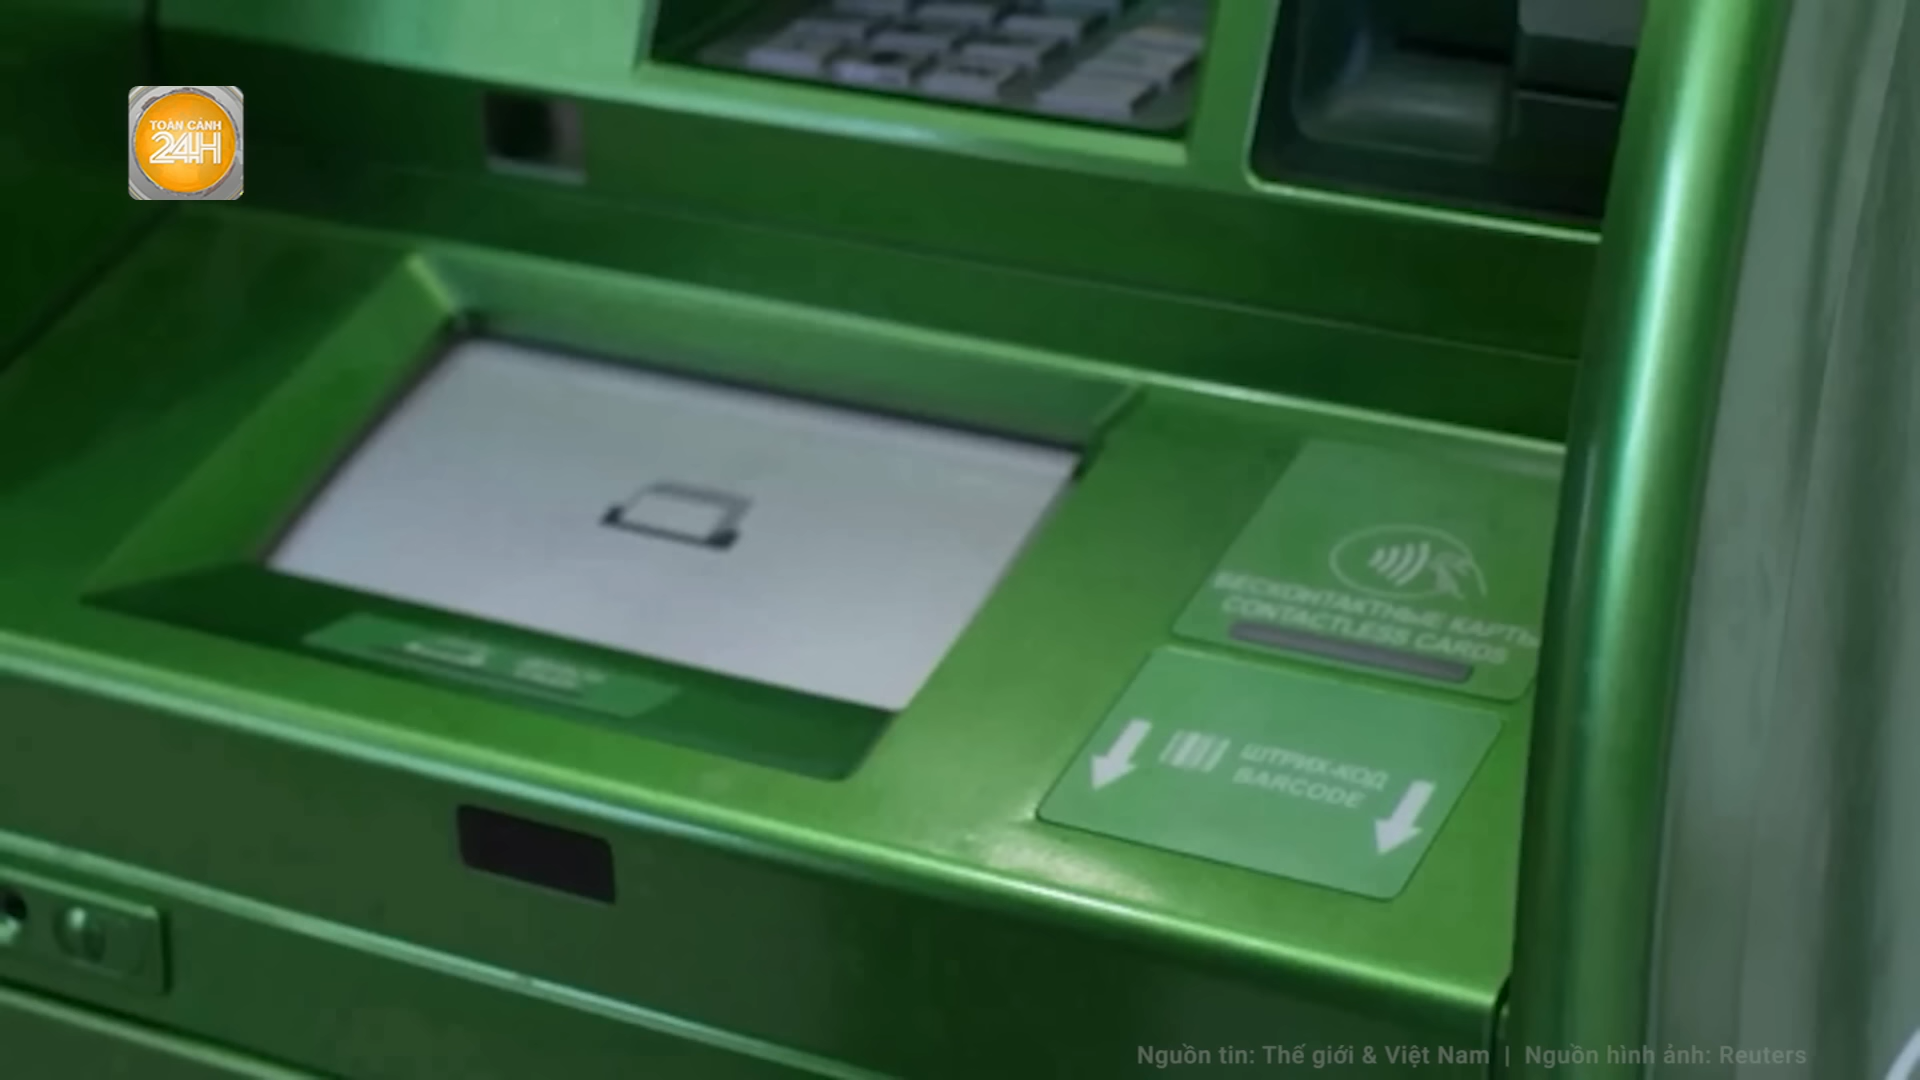 TOÀN CẢNH
24H
БЕСКОНТАКТНЫЕ КАРТЫ
CONTACTLESS CARDS
ШТРИХ-КОД
BARCODE
Nguồn tin: Thế giới & Việt Nam | Nguồn hình ảnh: Reuters